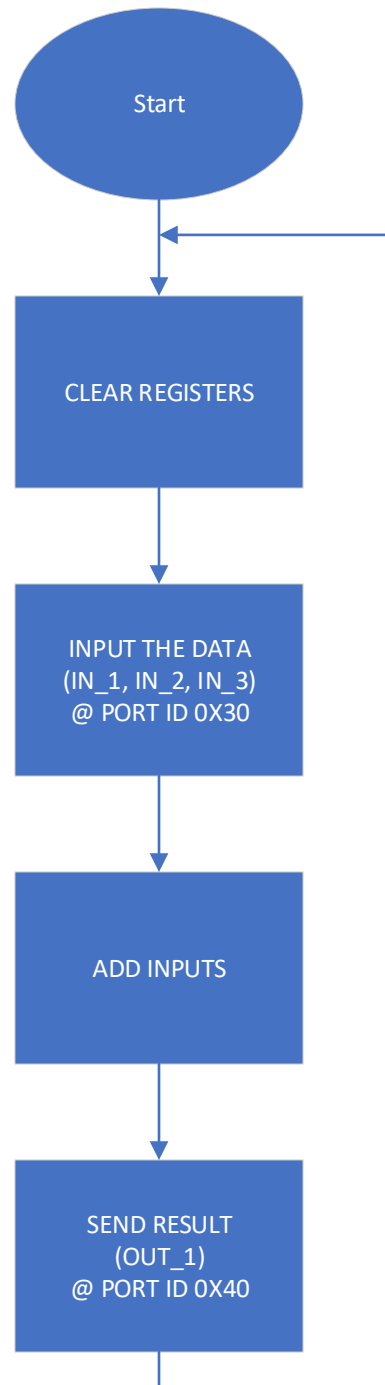 Start
CLEAR REGISTERS
INPUT THE DATA
(IN_1, IN_2, IN_3)
@ PORT ID 0X30
ADD INPUTS
SEND RESULT
(OUT_1)
@ PORT ID 0X40